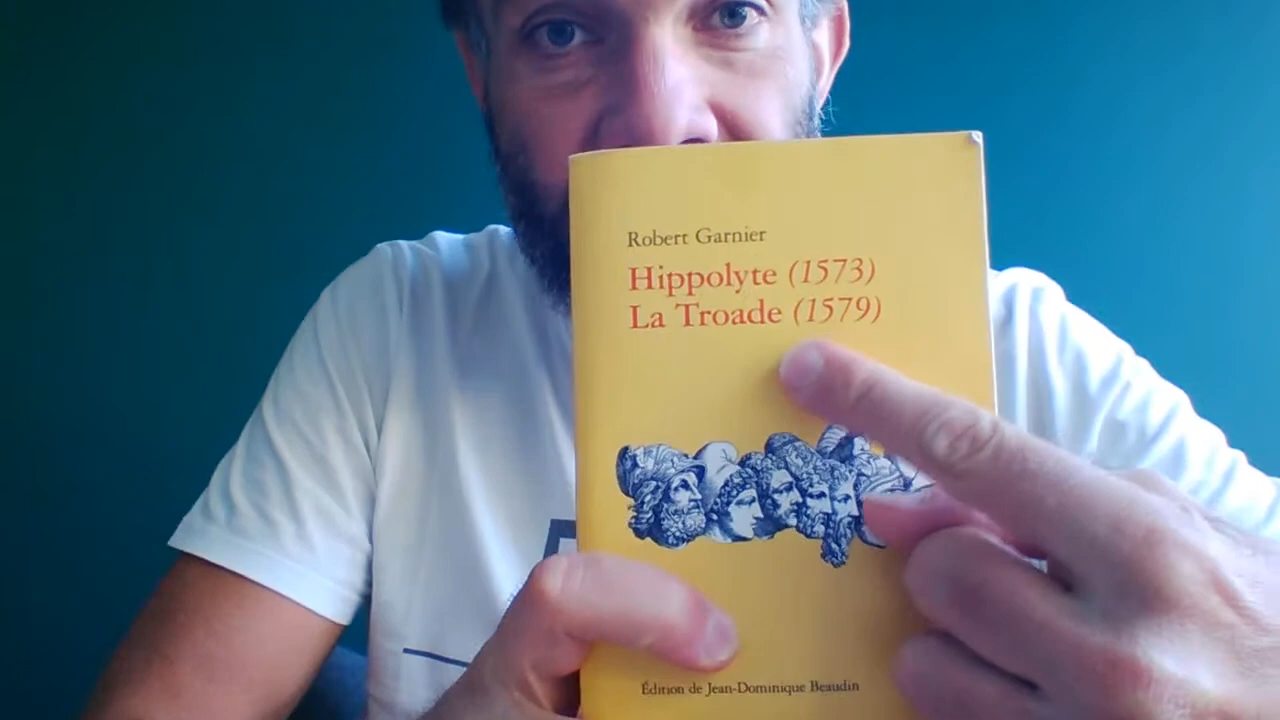 Robert Garnier
Hippolyte (1573)
La Troade (1579)
Édition de Jean-Dominique Beaudin